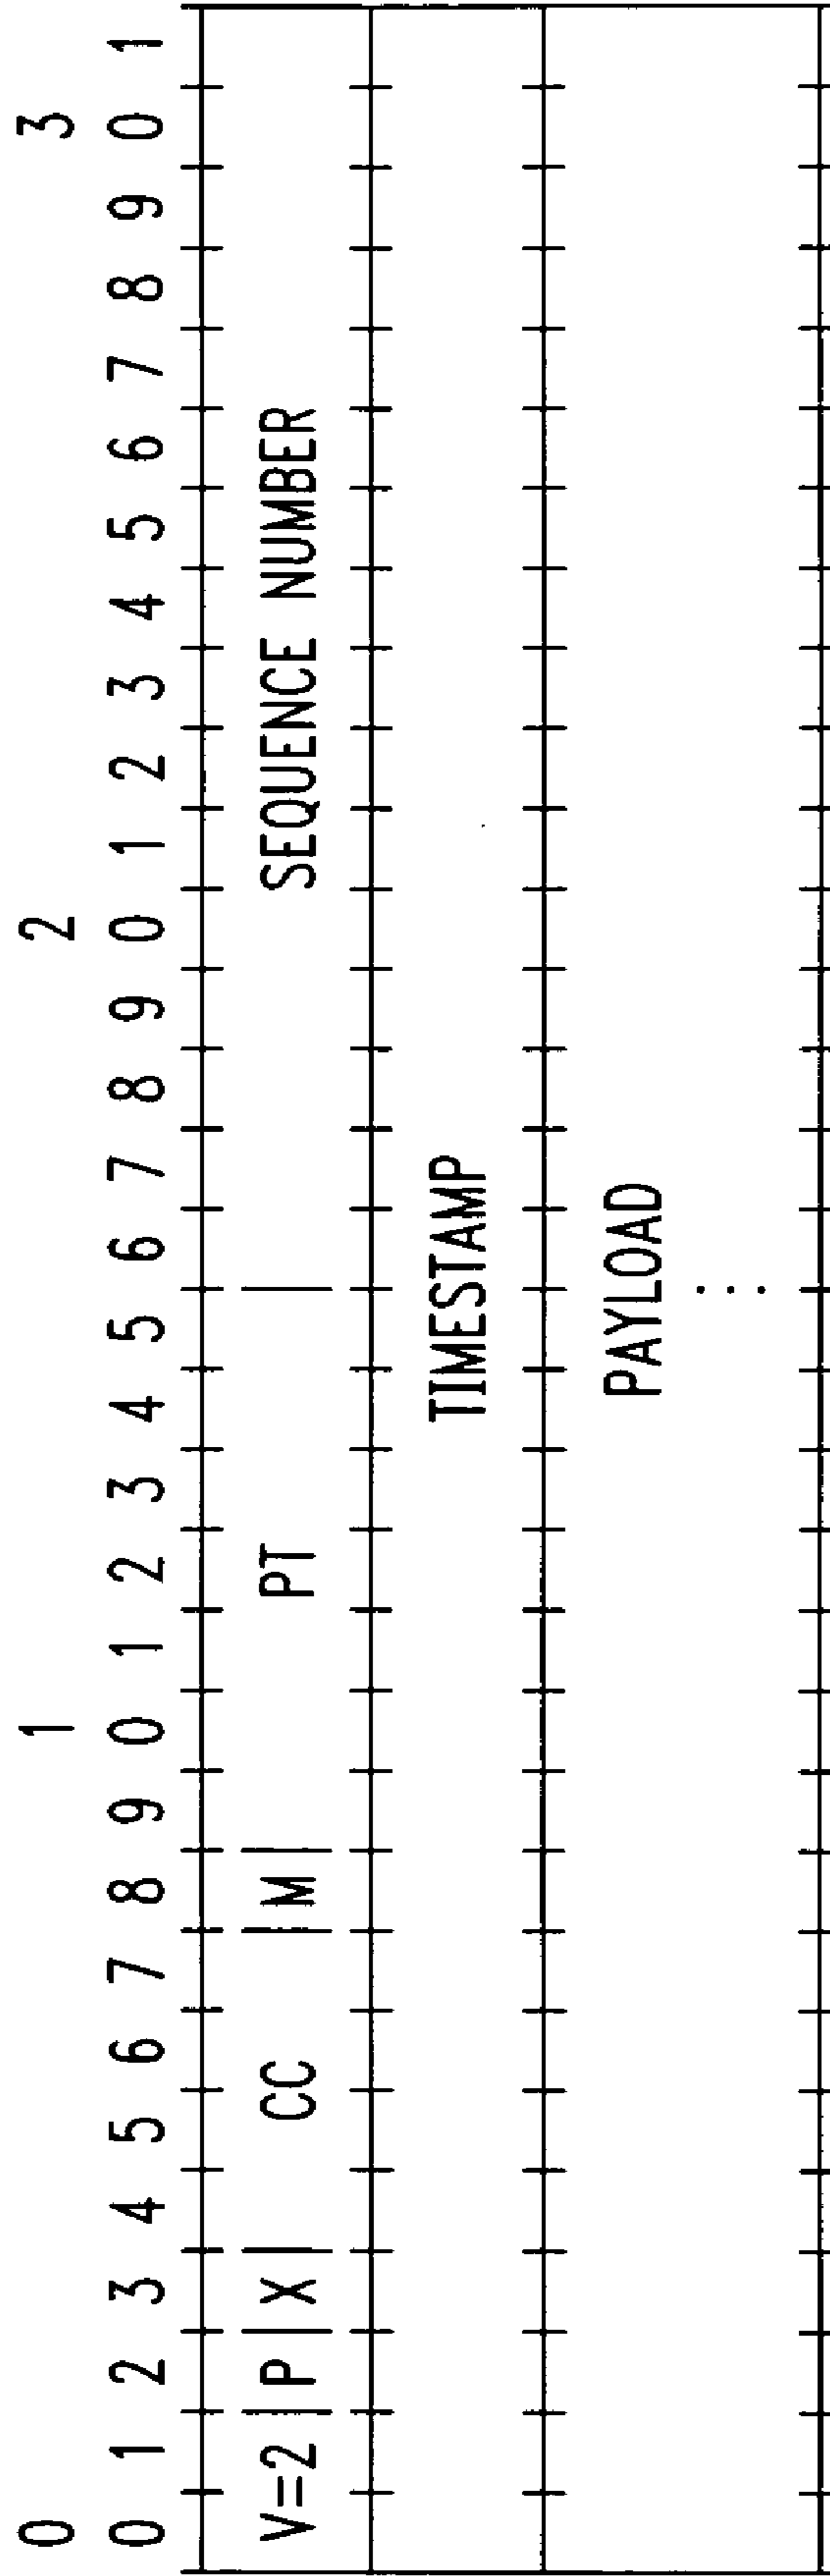 0 1 2 3
0 1 2 3 4 5 6 7 8 9 0 1 2 3 4 5 6 7 8 9 0 1 2 3 4 5 6 7 8 9 0 1
V=2 |P|X| CC |M| PT | SEQUENCE NUMBER
TIMESTAMP
PAYLOAD
...